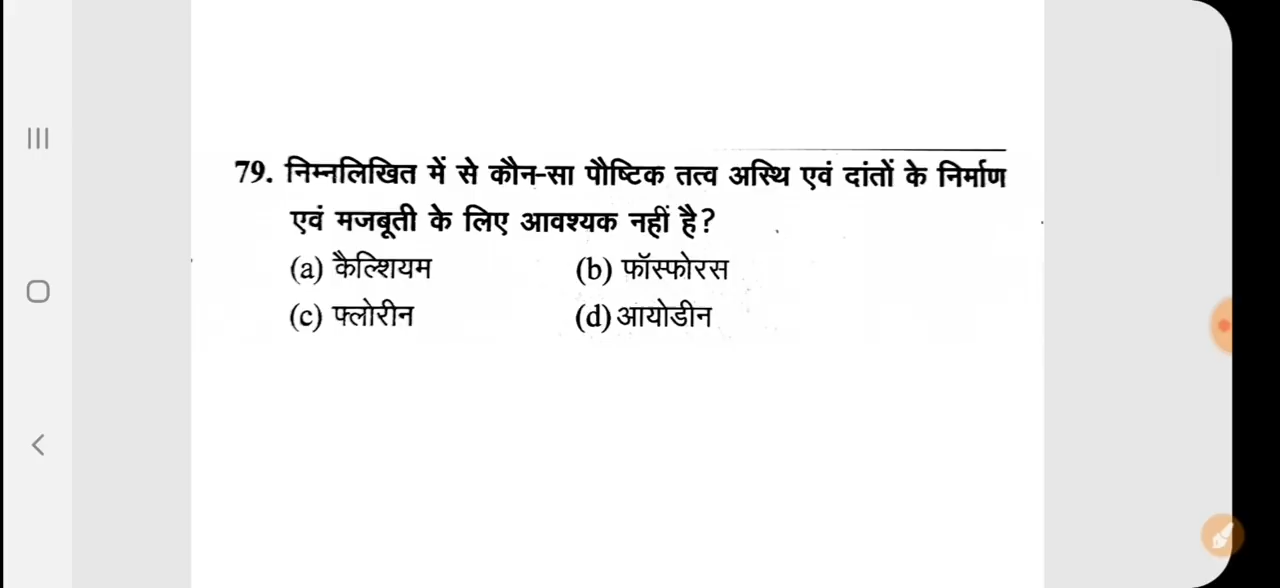 79. निम्नलिखित में से कौन-सा पौष्टिक तत्व अस्थि एवं दांतों के निर्माण
एवं मजबूती के लिए आवश्यक नहीं है?
(a) कैल्शियम (b) फॉस्फोरस
(c) फ्लोरीन (d) आयोडीन